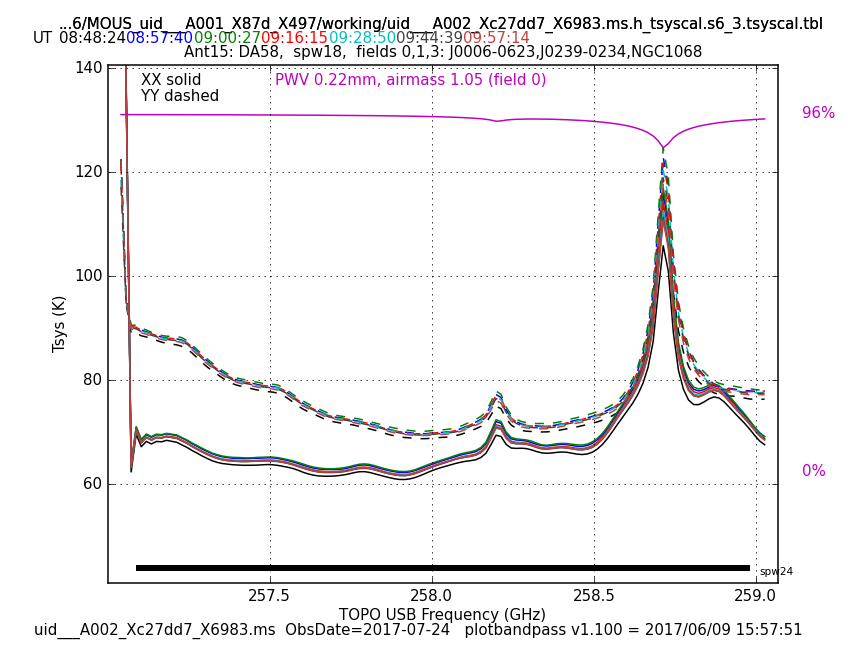 ...6/MOUS_uid___A001_X87d_X497/working/uid___A002_Xc27dd7_X6983.ms.h_tsyscal.s6_3.tsyscal.tbl
UT 08:48:24 08:57:40 09:00:27 09:16:15 09:28:50 09:44:39 09:57:14
Ant15: DA58, spw18, fields 0,1,3: J0006-0623,J0239-0234,NGC1068
XX solid PWV 0.22mm, airmass 1.05 (field 0)
YY dashed
140
120
100
80
60
Tsys (K)
96%
0%
spw24
257.5 258.0 258.5 259.0
TOPO USB Frequency (GHz)
uid___A002_Xc27dd7_X6983.ms ObsDate=2017-07-24 plotbandpass v1.100 = 2017/06/09 15:57:51